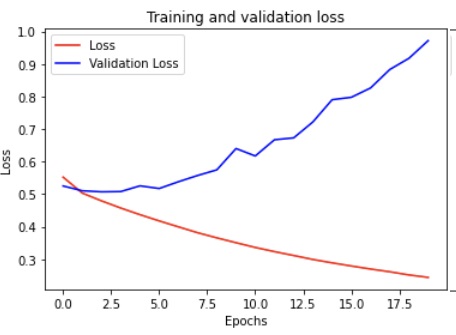 Training and validation loss
1.0
0.9
0.8
0.7
0.6
0.5
0.4
0.3
Loss
Loss
Validation Loss
0.0 2.5 5.0 7.5 10.0 12.5 15.0 17.5
Epochs